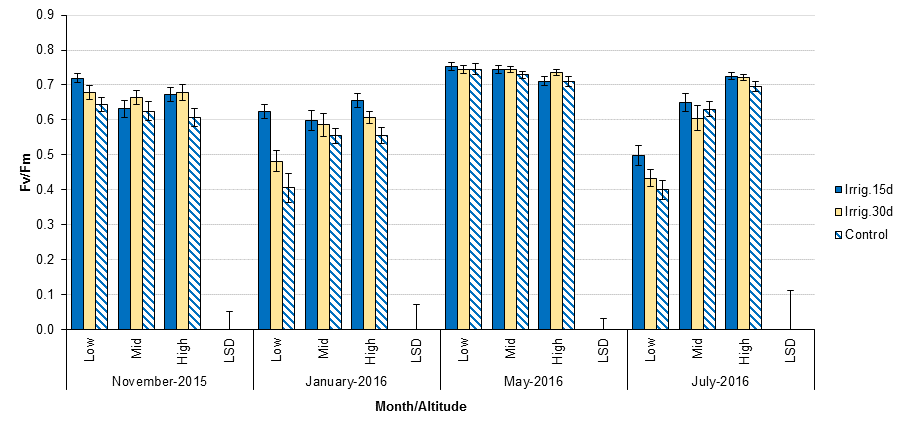 0.9
0.8
0.7
0.6
0.5
0.4
0.3
0.2
0.1
0.0
Fv/Fm
Low Mid High LSD Low Mid High LSD Low Mid High LSD Low Mid High LSD
November-2015 January-2016 May-2016 July-2016
Month/Altitude
Irrig.15d
Irrig.30d
Control